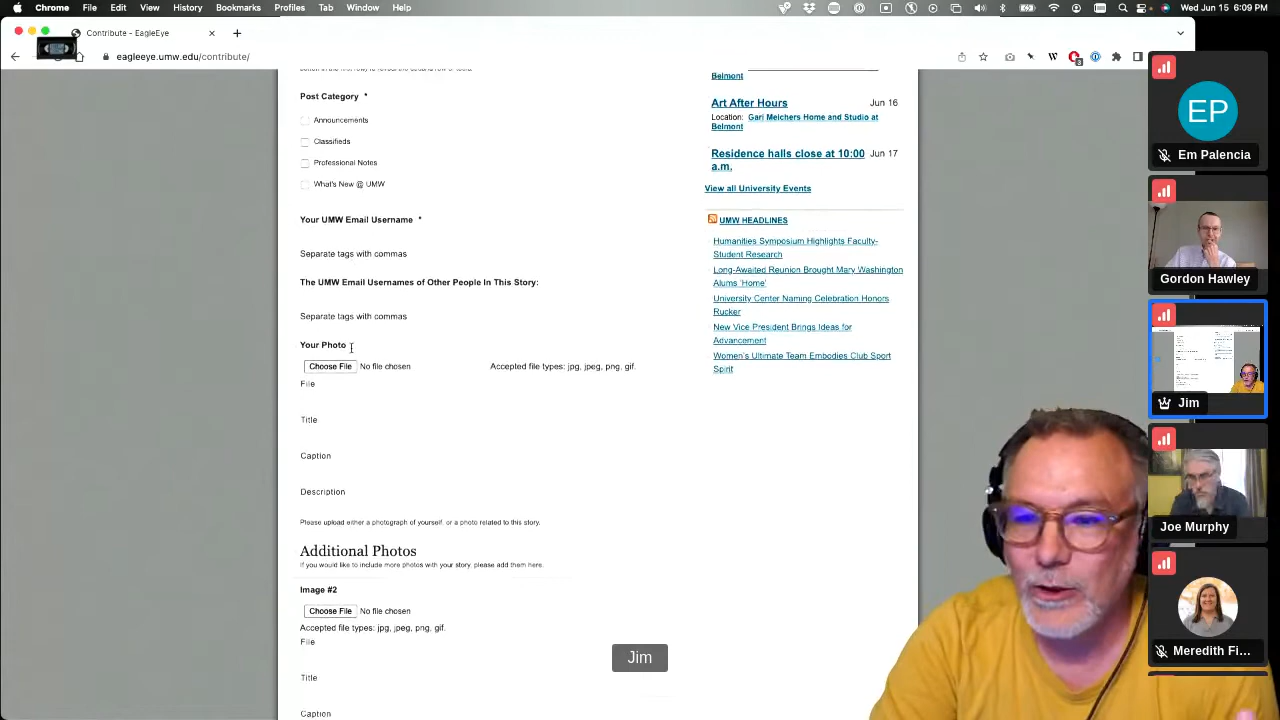 History
Bookmarks
Profiles
Tab
Window
Help
Wed Jun 15
6:09 PM
Contribute - EagleEye
eagleeye.umw.edu/contribute/
Post Category *
Announcements
Classifieds
Professional Notes
What's New @ UMW
Your UMW Email Username *
Separate tags with commas
The UMW Email Usernames of Other People In This Story:
Separate tags with commas
Your Photo
Choose File No file chosen
Accepted file types: jpg, jpeg, png, gif.
File
Title
Caption
Description
Please upload either a photograph of yourself, or a photo related to this story.
Additional Photos
If you would like to include more photos with your story, please add them here.
Image #2
Choose File No file chosen
Accepted file types: jpg, jpeg, png, gif.
File
Title
Caption
Belmont
Art After Hours Jun 16
Location: Gari Melchers Home and Studio at
Belmont
Residence halls close at 10:00 Jun 17
a.m.
View all University Events
UMW HEADLINES
Humanities Symposium Highlights Faculty-
Student Research
Long-Awaited Reunion Brought Mary Washington
Alums 'Home'
University Center Naming Celebration Honors
Rucker
New Vice President Brings Ideas for
Advancement
Women's Ultimate Team Embodies Club Sport
Spirit
Jim
EP
Em Palencia
Gordon Hawley
Jim
Joe Murphy
Meredith Fi...